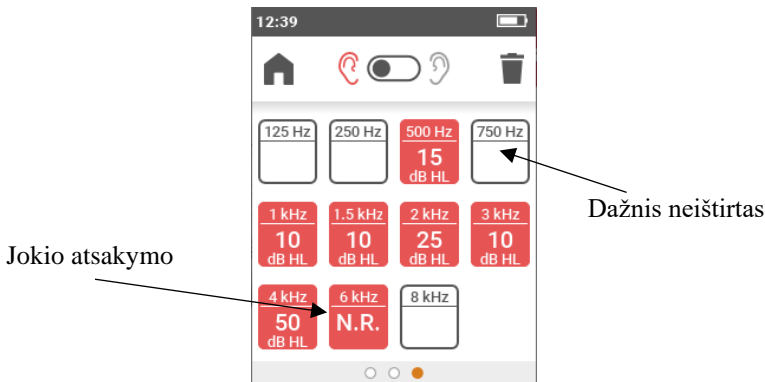 12:39
125 Hz
250 Hz
500 Hz
15
dB HL
750 Hz
Dažnis neištirtas
1 kHz
10
dB HL
1.5 kHz
10
dB HL
2 kHz
25
dB HL
3 kHz
10
dB HL
Jokio atsakymo
4 kHz
50
dB HL
6 kHz
N.R.
8 kHz